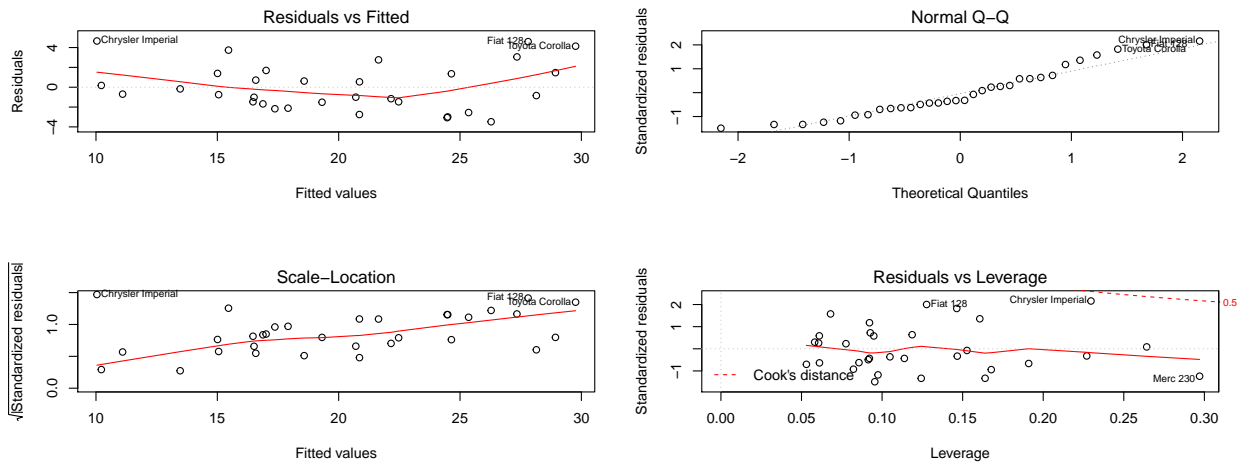 Residuals vs Fitted
Residuals
4
0
−4
Chrysler Imperial
Fiat 128
Toyota Corolla
10 15 20 25 30
Fitted values
Normal Q−Q
Standardized residuals
2
1
−1
Chrysler Imperial
Fiat 128
Toyota Corolla
−2 −1 0 1 2
Theoretical Quantiles
Scale−Location
√|Standardized residuals|
1.0
0.0
Chrysler Imperial
Fiat 128
Toyota Corolla
10 15 20 25 30
Fitted values
Residuals vs Leverage
Standardized residuals
2
1
−1
Fiat 128
Chrysler Imperial
0.5
Cook's distance
Merc 230
0.00 0.05 0.10 0.15 0.20 0.25 0.30
Leverage